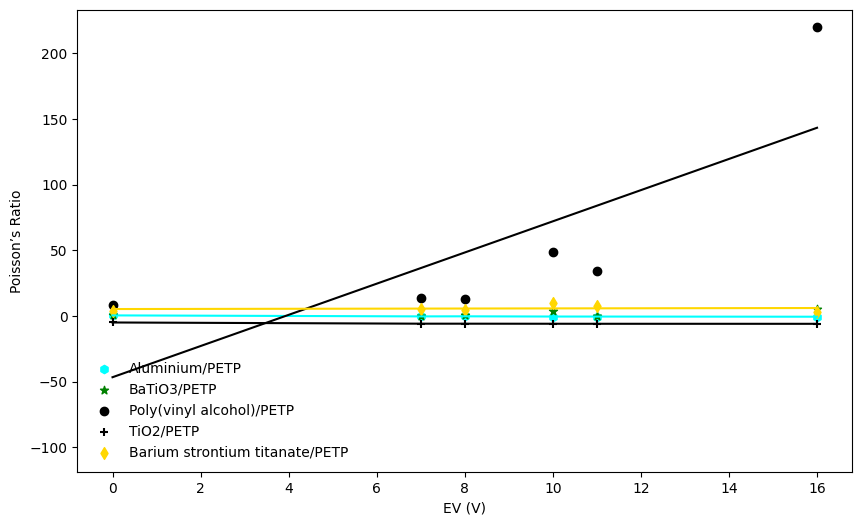 200
150
100
50
0
−50
−100
Poisson’s Ratio
Aluminium/PETP
BaTiO3/PETP
Poly(vinyl alcohol)/PETP
TiO2/PETP
Barium strontium titanate/PETP
0 2 4 6 8 10 12 14 16
EV (V)